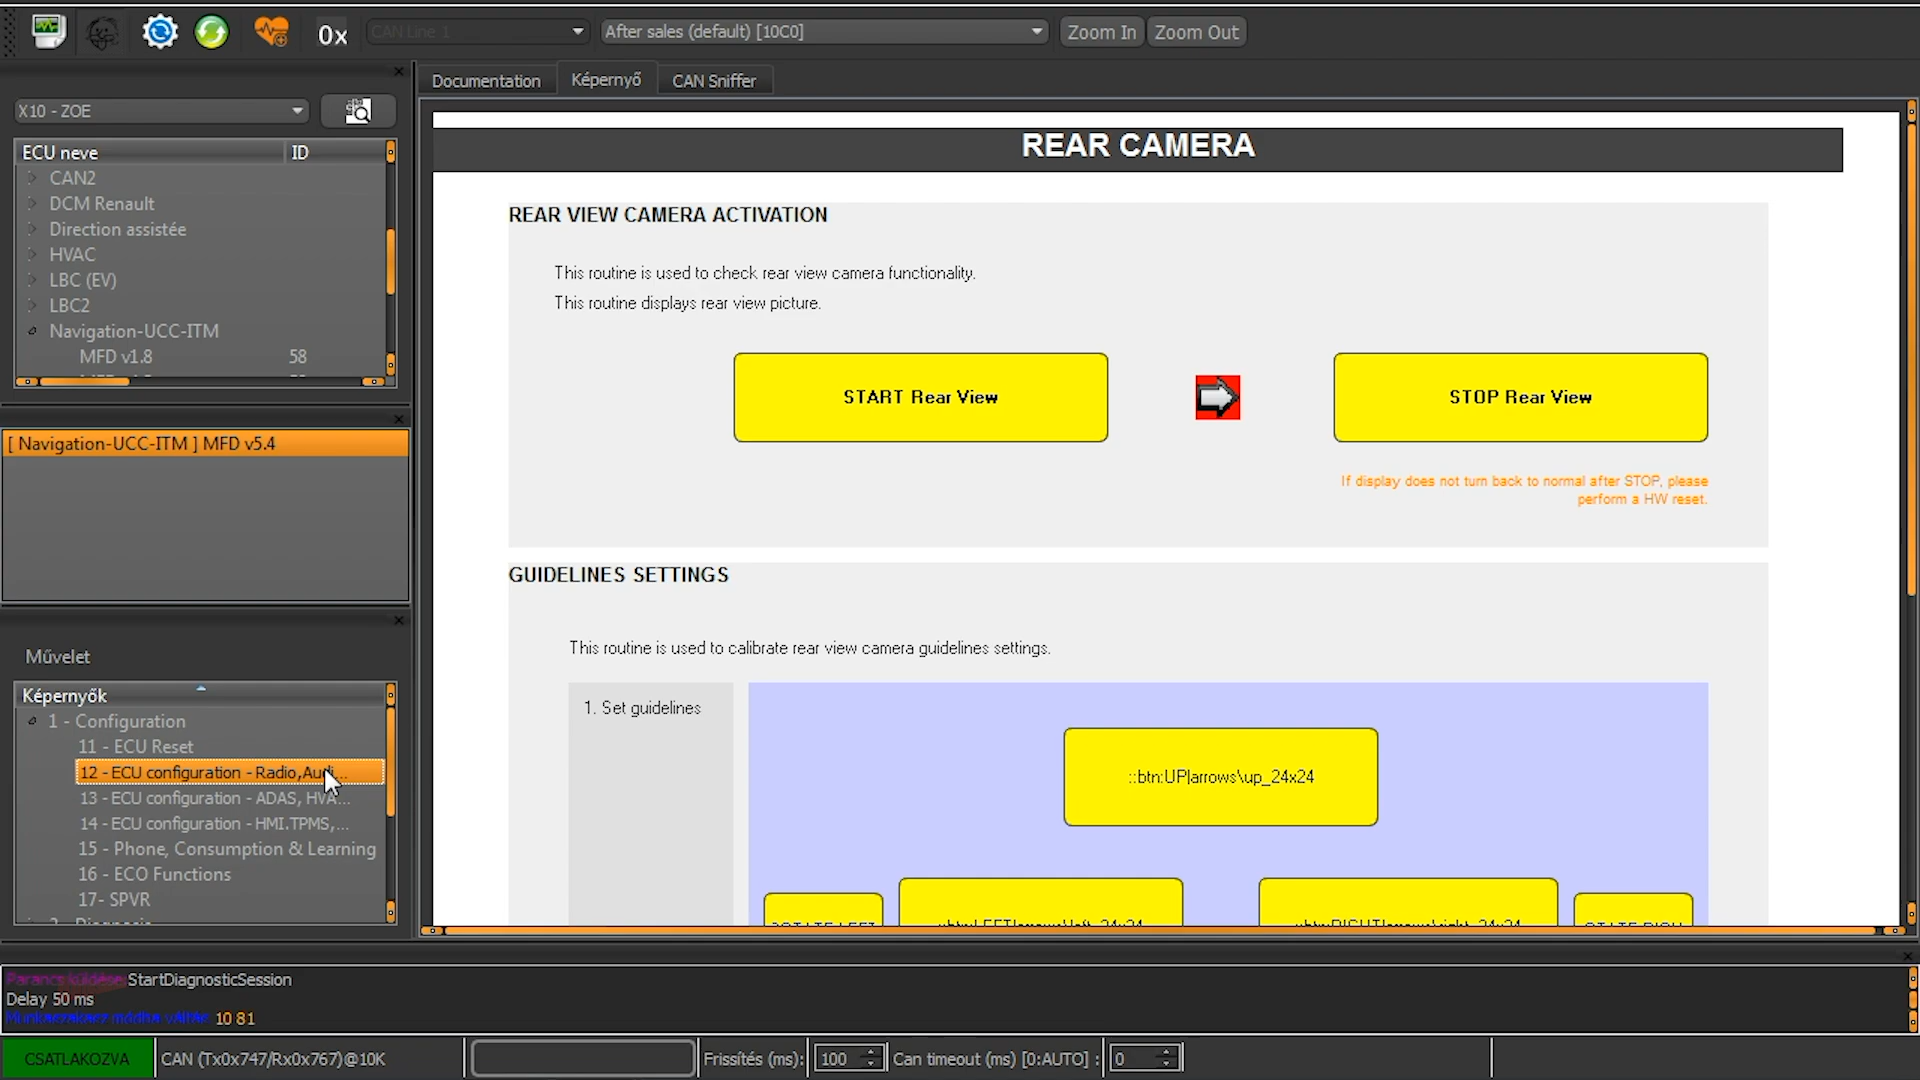 0x
CAN Line 1
After sales (default) [10C0]
Zoom In
Zoom Out
Documentation
Képernyő
CAN Sniffer
X10 - ZOE
ECU neve
ID
CAN2
DCM Renault
Direction assistée
HVAC
LBC (EV)
LBC2
Navigation-UCC-ITM
MFD v1.8 58
[ Navigation-UCC-ITM ] MFD v5.4
Művelet
Képernyők
1 - Configuration
11 - ECU Reset
12 - ECU configuration - Radio,Audi...
13 - ECU configuration - ADAS, HVA...
14 - ECU configuration - HMI.TPMS,...
15 - Phone, Consumption & Learning
16 - ECO Functions
17- SPVR
REAR CAMERA
REAR VIEW CAMERA ACTIVATION
This routine is used to check rear view camera functionality.
This routine displays rear view picture.
START Rear View
STOP Rear View
If display does not turn back to normal after STOP, please
perform a HW reset.
GUIDELINES SETTINGS
This routine is used to calibrate rear view camera guidelines settings.
1. Set guidelines
::btn:UP|arrows\up_24x24
Parancs küldése: StartDiagnosticSession
Delay 50 ms
10 81
CSATLAKOZVA
CAN (Tx0x747/Rx0x767)@10K
Frissítés (ms): 100
Can timeout (ms) [0:AUTO] : 0